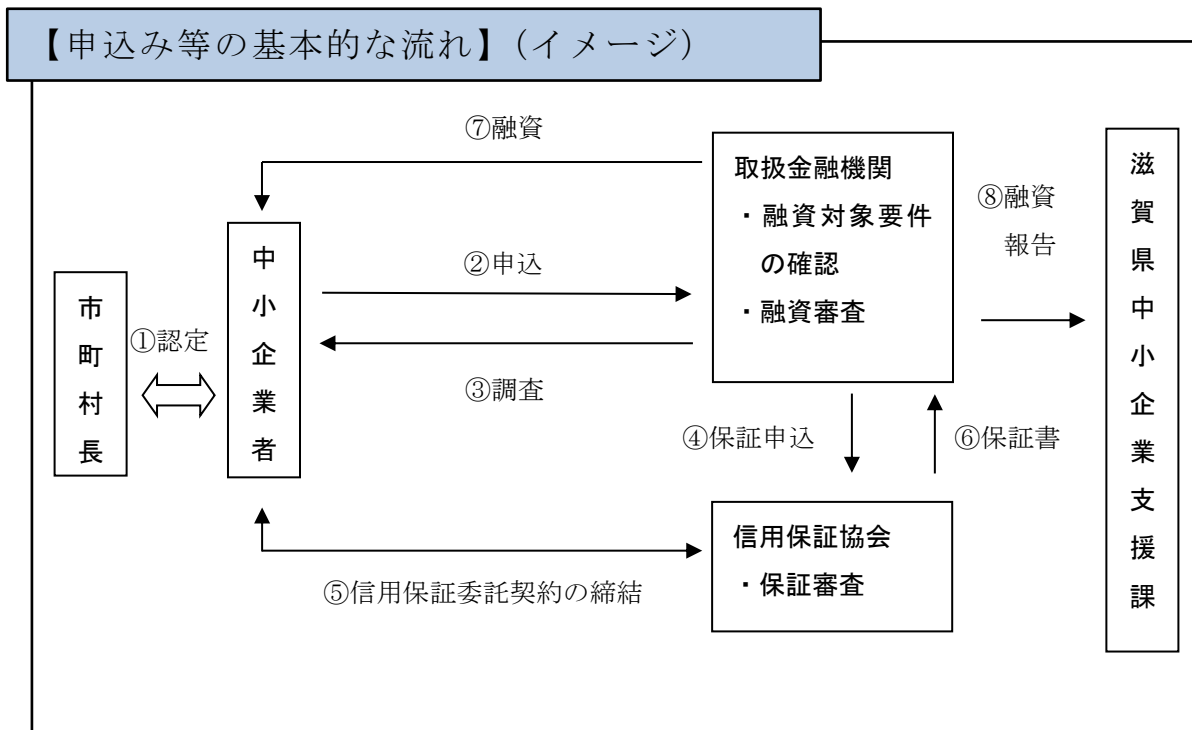 【申込み等の基本的な流れ】(イメージ)
⑦融資
取扱金融機関
・融資対象要件
の確認
・融資審査
⑧融資
報告
滋賀県中小企業支援課
中小企業者
②申込
市町村長
①認定
③調査
④保証申込
⑥保証書
信用保証協会
・保証審査
⑤信用保証委託契約の締結